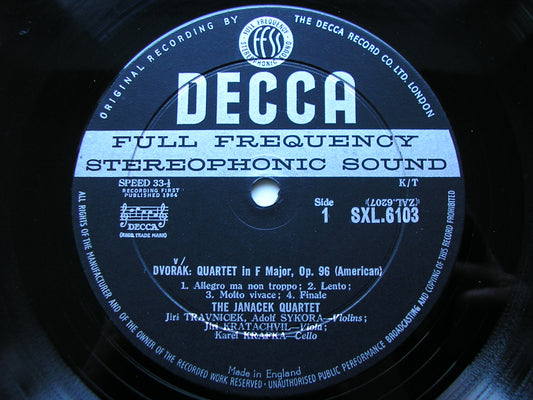 ORIGINAL RECORDING BY THE DECCA RECORD CO. LTD. LONDON
FULL FREQUENCY
ffss
STEREOPHONIC SOUND
DECCA
FULL FREQUENCY
STEREOPHONIC SOUND
SPEED 33⅓
RECORDING FIRST
PUBLISHED 1964
K/T
DECCA
(REGD. TRADE MARK)
Side
1
(ZAL.6207)
SXL.6103
DVOŘÁK: QUARTET in F Major, Op. 96 (American)
1. Allegro ma non troppo; 2. Lento;
3. Molto vivace; 4. Finale
THE JANACEK QUARTET
Jiri TRAVNICEK, Adolf SYKORA—Violins;
Jiri KRATACHVIL—Viola;
Karel KRAFKA—Cello
Made in England
ALL RIGHTS OF THE MANUFACTURER AND OF THE OWNER OF THE RECORDED WORK RESERVED · UNAUTHORISED PUBLIC PERFORMANCE BROADCASTING AND COPYING OF THIS RECORD PROHIBITED